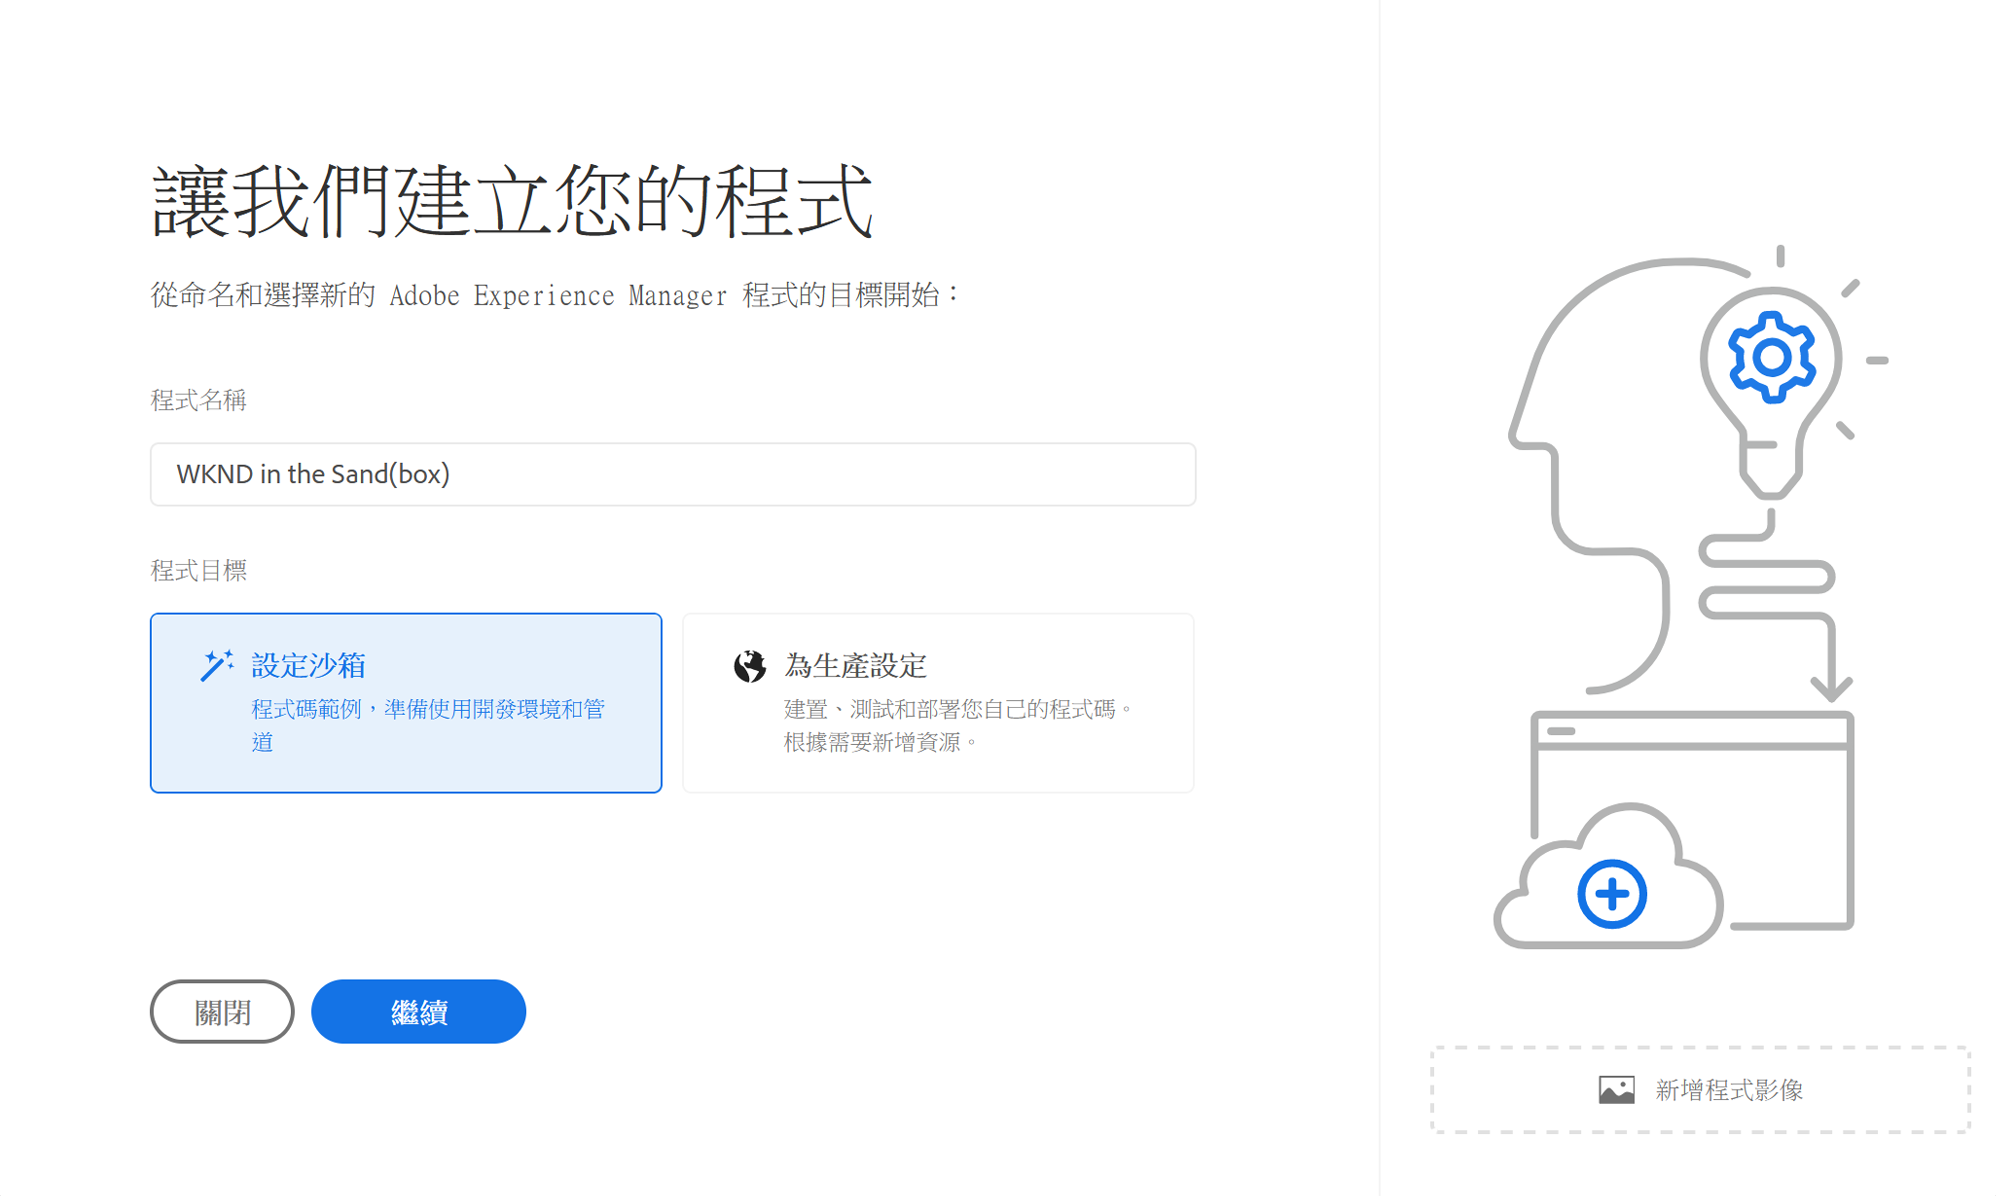 讓我們建立您的程式
從命名和選擇新的 Adobe Experience Manager 程式的目標開始：
程式名稱
WKND in the Sand(box)
程式目標
設定沙箱
程式碼範例，準備使用開發環境和管
道
為生產設定
建置、測試和部署您自己的程式碼。
根據需要新增資源。
關閉
繼續
新增程式影像